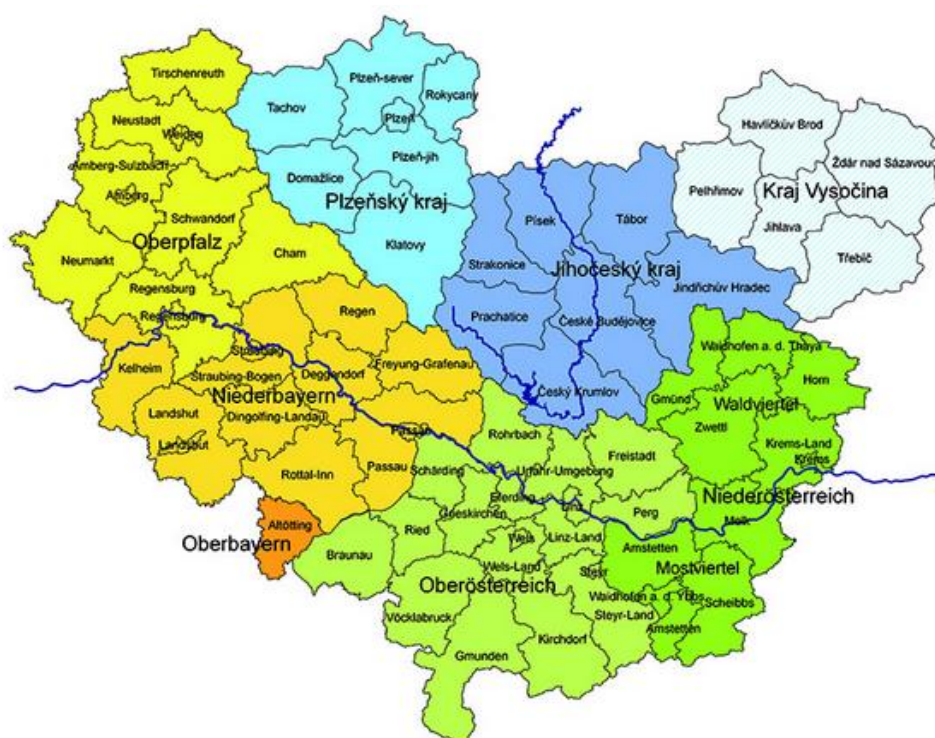 Tirschenreuth
Plzeň-sever
Rokycany
Tachov
Plzeň
Havlíčkův Brod
Neustadt
Weiden
Plzeň-jih
Žďár nad Sázavou
Amberg-Sulzbach
Domažlice
Pelhřimov
Kraj Vysočina
Amberg
Plzeňský kraj
Schwandorf
Písek
Tábor
Jihlava
Oberpfalz
Klatovy
Cham
Třebíč
Neumarkt
Strakonice
Jihočeský kraj
Jindřichův Hradec
Regensburg
Regen
Regensburg
Prachatice
České Budějovice
Straubing
Waidhofen a. d. Thaya
Kelheim
Freyung-Grafenau
Straubing-Bogen
Deggendorf
Horn
Niederbayern
Český Krumlov
Gmünd
Waldviertel
Landshut
Dingolfing-Landau
Zwettl
Passau
Rohrbach
Krems-Land
Landshut
Freistadt
Krems
Rottal-Inn
Passau
Schärding
Urfahr-Umgebung
Niederösterreich
Eferding
Altötting
Grieskirchen
Linz
Perg
Melk
Oberbayern
Ried
Wels
Linz-Land
Amstetten
Braunau
Wels-Land
Steyr
Mostviertel
Oberösterreich
Waidhofen a. d. Ybbs
Scheibbs
Vöcklabruck
Steyr-Land
Amstetten
Kirchdorf
Gmunden